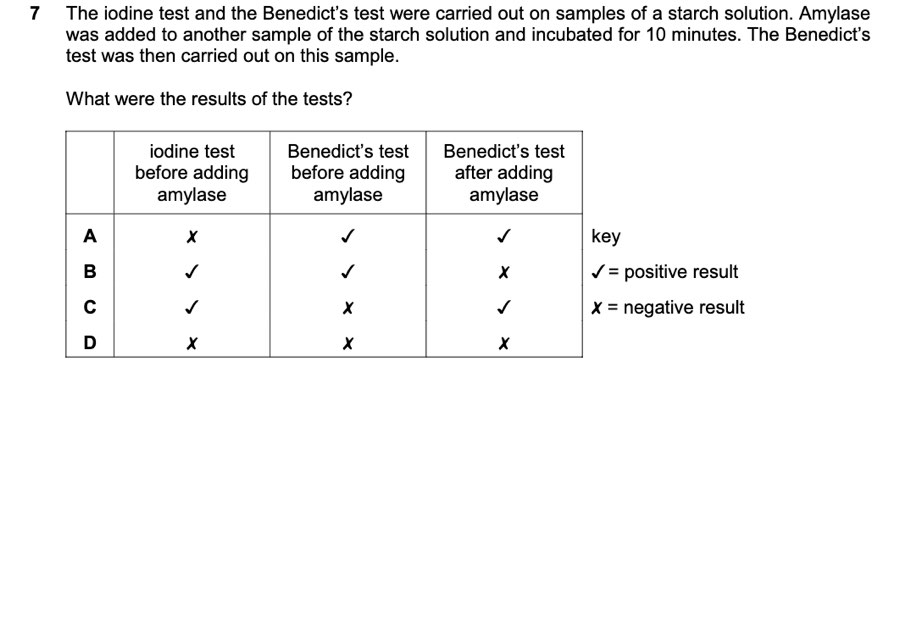 7 The iodine test and the Benedict's test were carried out on samples of a starch solution. Amylase
was added to another sample of the starch solution and incubated for 10 minutes. The Benedict's
test was then carried out on this sample.
What were the results of the tests?
iodine test before adding amylase Benedict's test before adding amylase Benedict's test after adding amylase
A ✗ ✓ ✓ key
B ✓ ✓ ✗ ✓ = positive result
C ✓ ✗ ✓ ✗ = negative result
D ✗ ✗ ✗